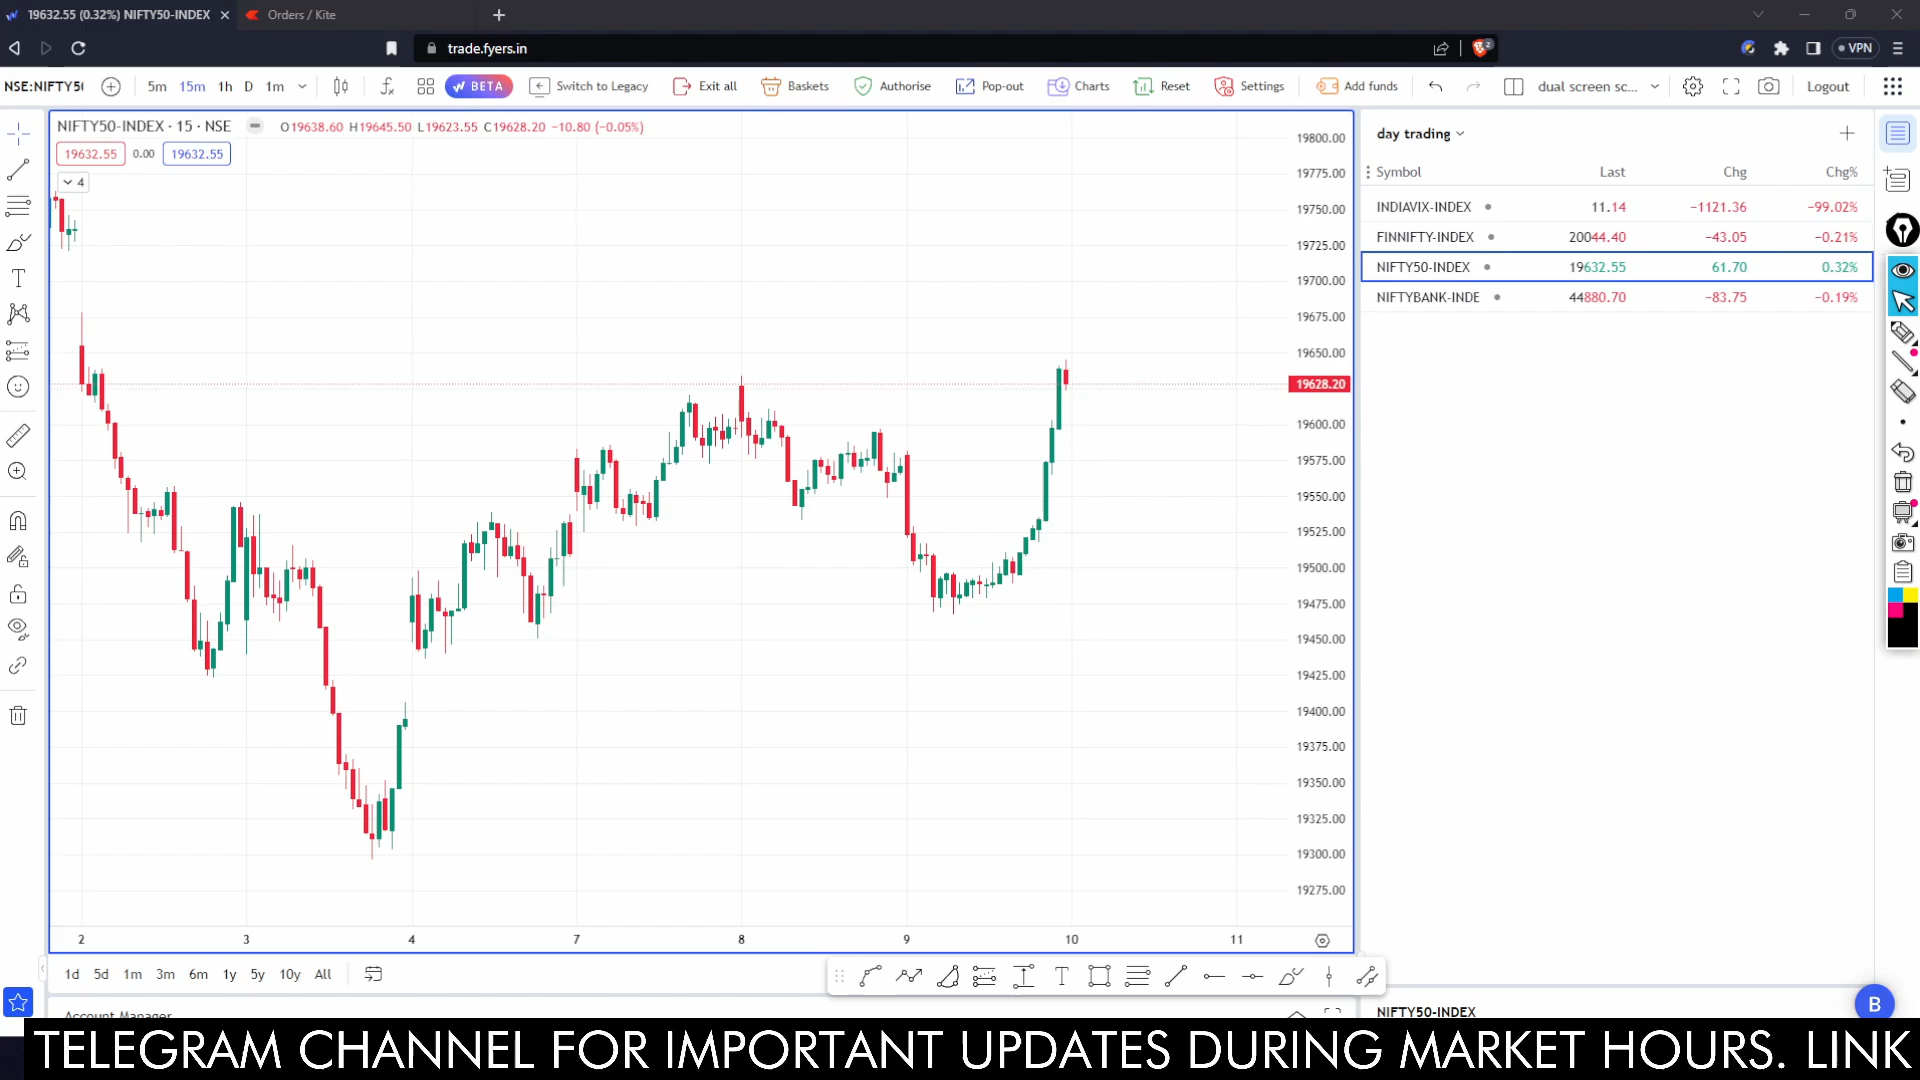 19632.55 (0.32%) NIFTY50-INDEX
Orders / Kite
trade.fyers.in
2
VPN
NSE:NIFTY50
5m 15m 1h D 1m
BETA
Switch to Legacy
Exit all
Baskets
Authorise
Pop-out
Charts
Reset
Settings
Add funds
dual screen sc...
Logout
NIFTY50-INDEX · 15 · NSE
O19638.60 H19645.50 L19623.55 C19628.20 −10.80 (−0.05%)
19632.55 0.00 19632.55
4
19800.00
19775.00
19750.00
19725.00
19700.00
19675.00
19650.00
19628.20
19600.00
19575.00
19550.00
19525.00
19500.00
19475.00
19450.00
19425.00
19400.00
19375.00
19350.00
19325.00
19300.00
19275.00
2 3 4 7 8 9 10 11
day trading
Symbol Last Chg Chg%
INDIAVIX-INDEX 11.14 −1121.36 −99.02%
FINNIFTY-INDEX 20044.40 −43.05 −0.21%
NIFTY50-INDEX 19632.55 61.70 0.32%
NIFTYBANK-INDE 44880.70 −83.75 −0.19%
1d 5d 1m 3m 6m 1y 5y 10y All
T
T
B
Account Manager
NIFTY50-INDEX
TELEGRAM CHANNEL FOR IMPORTANT UPDATES DURING MARKET HOURS. LINK